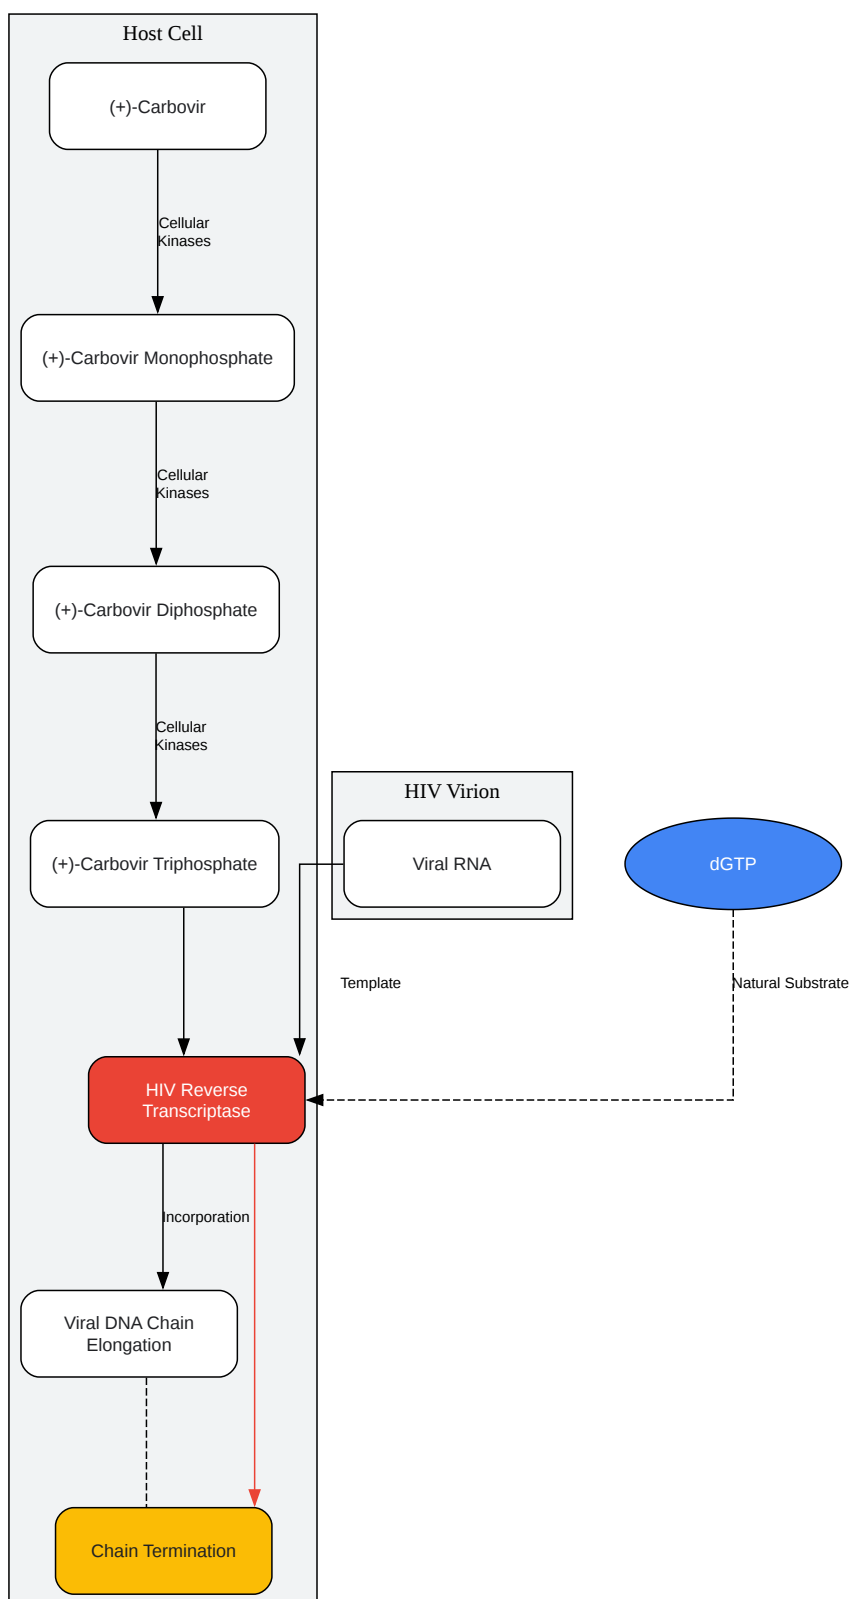 Host Cell
(+)-Carbovir
Cellular
Kinases
(+)-Carbovir Monophosphate
Cellular
Kinases
(+)-Carbovir Diphosphate
Cellular
Kinases
HIV Virion
(+)-Carbovir Triphosphate
Viral RNA
dGTP
Template
Natural Substrate
HIV Reverse
Transcriptase
Incorporation
Viral DNA Chain
Elongation
Chain Termination